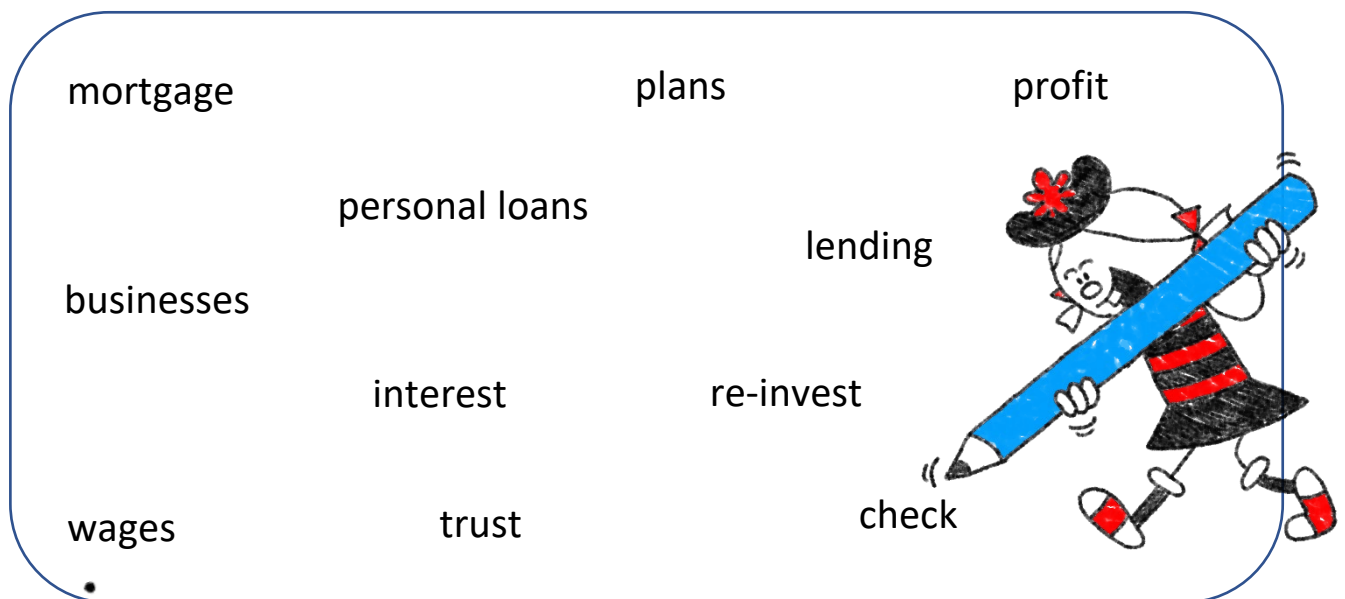 mortgage plans profit
personal loans
lending
businesses
interest re-invest
wages trust check